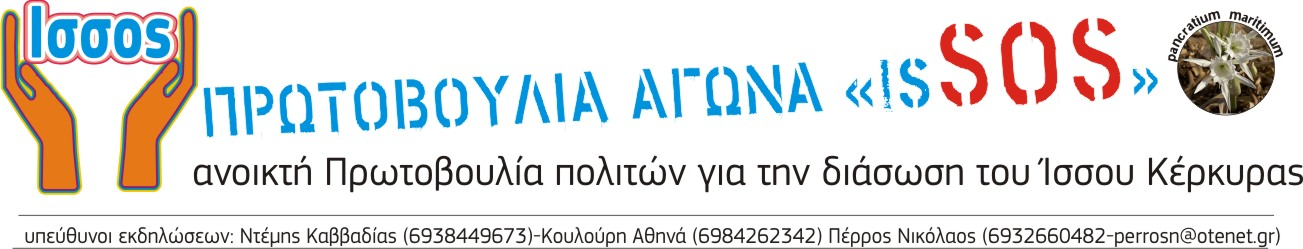 Ισσος
ΠΡΩΤΟΒΟΥΛΙΑ ΑΓΩΝΑ «IsSOS»
pancratium maritimum
ανοικτή Πρωτοβουλία πολιτών για την διάσωση του Ίσσου Κέρκυρας
υπεύθυνοι εκδηλώσεων: Ντέμης Καββαδίας (6938449673)-Κουλούρη Αθηνά (6984262342) Πέρρος Νικόλαος (6932660482-perrosn@otenet.gr)